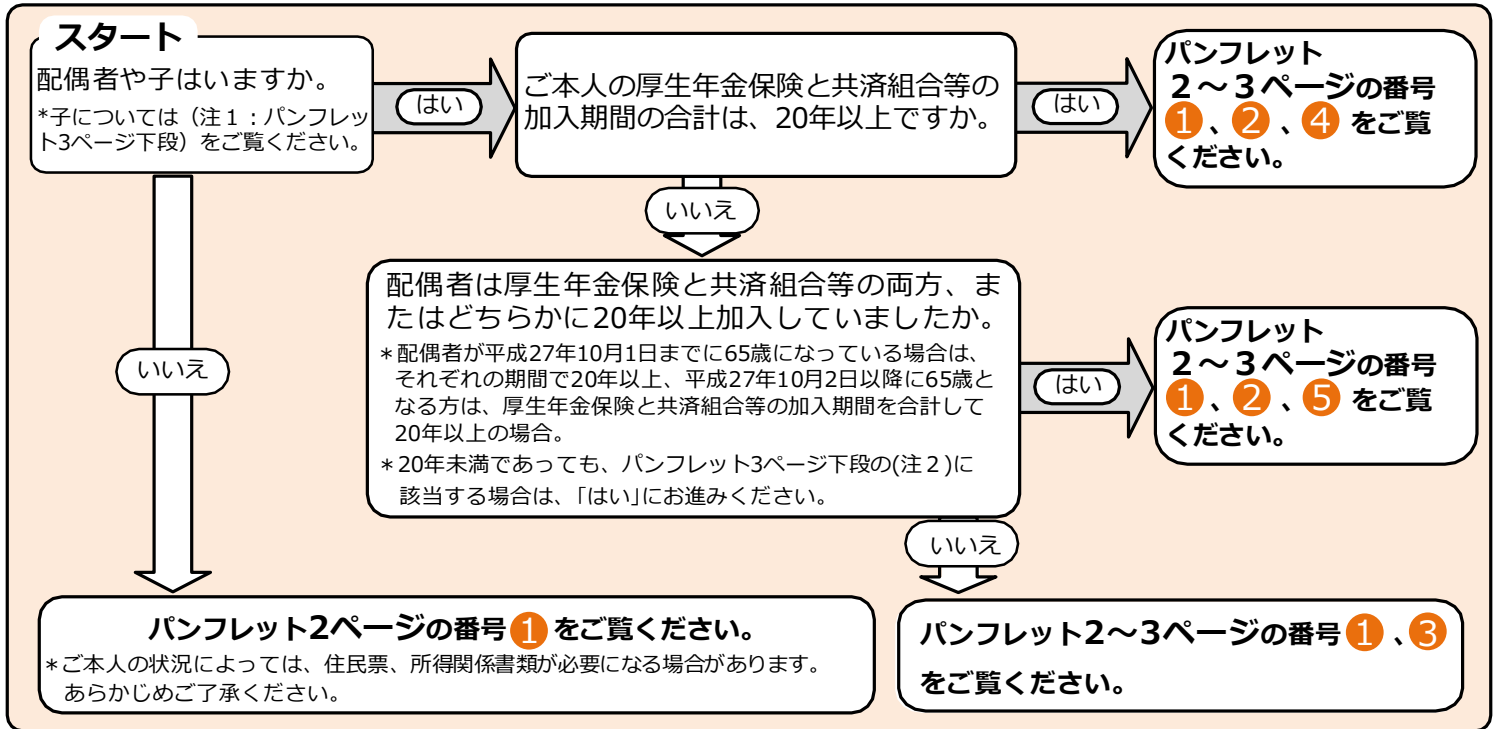 スタート
配偶者や子はいますか。
*子については（注１：パンフレッ
ト3ページ下段）をご覧ください。
はい
ご本人の厚生年金保険と共済組合等の
加入期間の合計は、20年以上ですか。
はい
パンフレット
２～３ページの番号
1、2、4 をご覧
ください。
いいえ
配偶者は厚生年金保険と共済組合等の両方、ま
たはどちらかに20年以上加入していましたか。
＊配偶者が平成27年10月1日までに65歳になっている場合は、
それぞれの期間で20年以上、平成27年10月2日以降に65歳と
なる方は、厚生年金保険と共済組合等の加入期間を合計して
20年以上の場合。
＊20年未満であっても、パンフレット3ページ下段の(注２)に
該当する場合は、｢はい｣にお進みください。
はい
パンフレット
２～３ページの番号
1、2、5 をご覧
ください。
いいえ
いいえ
パンフレット2ページの番号1をご覧ください。
＊ご本人の状況によっては、住民票、所得関係書類が必要になる場合があります。
あらかじめご了承ください。
パンフレット2～3ページの番号1、3
をご覧ください。